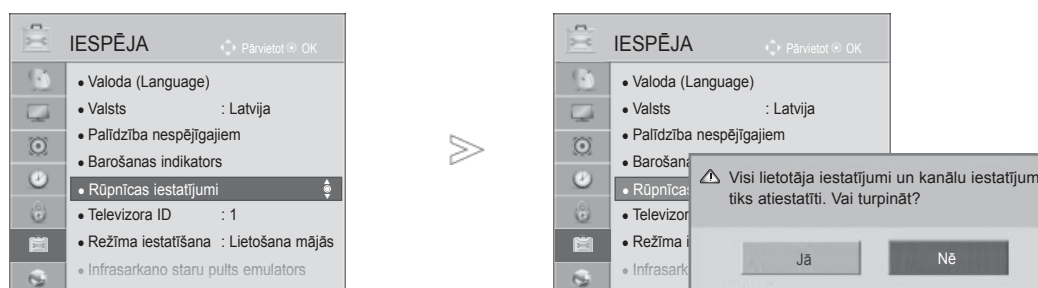 IESPĒJA Pārvietot OK
• Valoda (Language)
• Valsts : Latvija
• Palīdzība nespējīgajiem
• Barošanas indikators
• Rūpnīcas iestatījumi
• Televizora ID : 1
• Režīma iestatīšana : Lietošana mājās
• Infrasarkano staru pults emulators
IESPĒJA Pārvietot OK
• Valoda (Language)
• Valsts : Latvija
• Palīdzība nespējīgajiem
• Barošana
• Rūpnīcas
• Televizor
• Režīma i
• Infrasark
Visi lietotāja iestatījumi un kanālu iestatījum
tiks atiestatīti. Vai turpināt?
Jā Nē